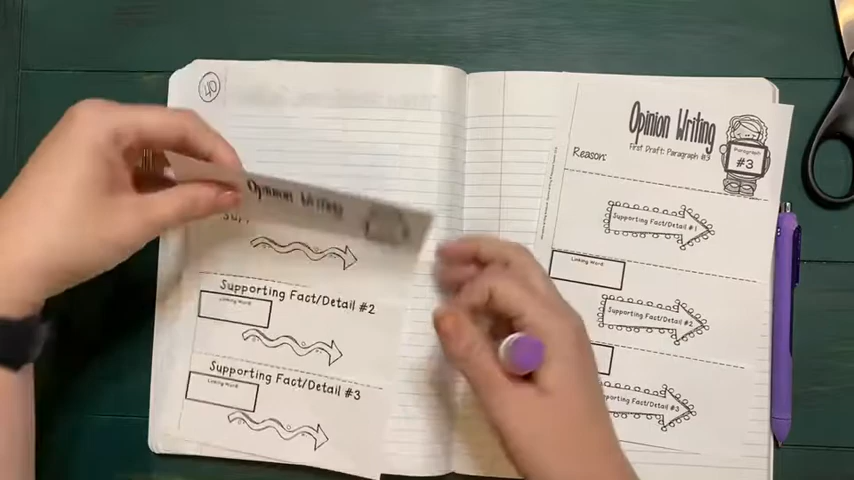 40
Opinion Writing
Supporting Fact/Detail #2
Linking Word
Supporting Fact/Detail #3
Linking Word
Opinion Writing
First Draft: Paragraph #3
Paragraph
#3
Reason:
Supporting Fact/Detail #1
Linking Word
Supporting Fact/Detail #2
Supporting Fact/Detail #3